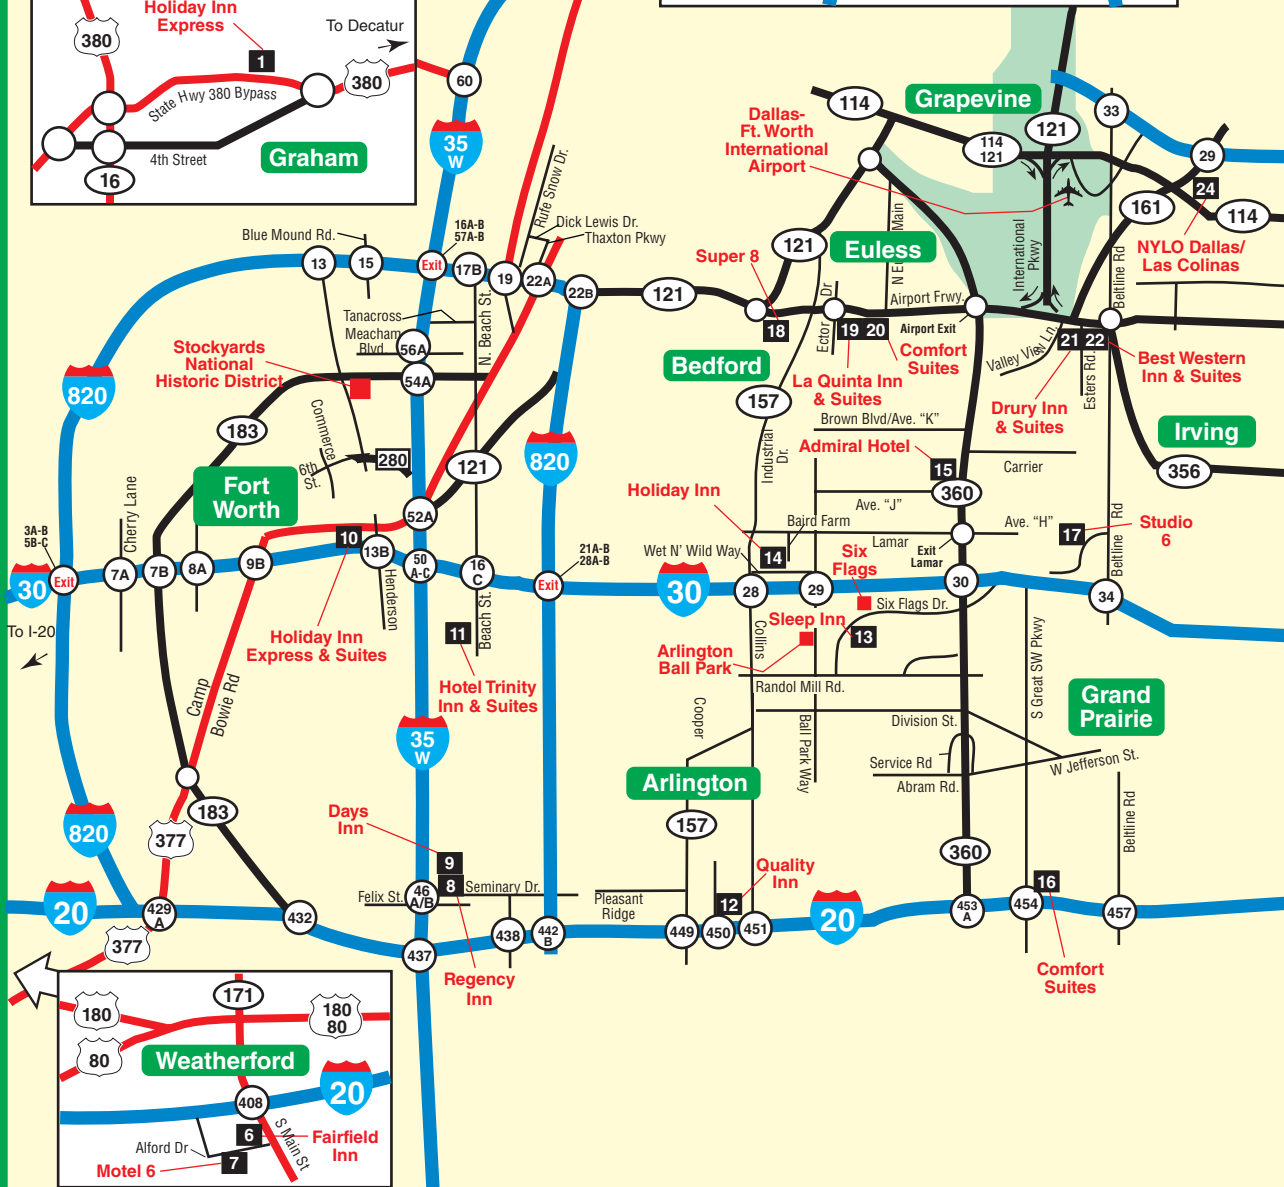 Holiday Inn
Express
1
To Decatur
380
380
State Hwy 380 Bypass
4th Street
16
Graham
60
35
W
Rufe Snow Dr.
Dick Lewis Dr.
Thaxton Pkwy
16A-B
57A-B
Blue Mound Rd.
13
15
Exit
17B
19
22A
22B
121
Tanacross
Meacham
Blvd
56A
54A
N. Beach St.
Stockyards
National
Historic District
820
183
Commerce
6th
St.
280
121
820
Fort
Worth
52A
Cherry Lane
3A-B
5B-C
30
Exit
7A
7B
8A
9B
10
13B
50
A-C
16
C
21A-B
28A-B
Exit
To I-20
Henderson
Beach St.
11
Holiday Inn
Express & Suites
Hotel Trinity
Inn & Suites
Camp
Bowie Rd
35
W
183
820
377
20
429
A
432
377
Days
Inn
9
8
Felix St.
46
A/B
Seminary Dr.
437
438
442
B
Regency
Inn
180
80
171
180
80
Weatherford
20
408
S Main St
6
Fairfield
Inn
Alford Dr
7
Motel 6
Grapevine
114
114
121
121
33
29
24
161
114
NYLO Dallas/
Las Colinas
Dallas-
Ft. Worth
International
Airport
Euless
121
Super 8
18
N Eu Main
International
Pkwy
Beltline Rd
Airport Frwy.
Airport Exit
Ector Dr
19
20
Comfort
Suites
La Quinta Inn
& Suites
Valley View Ln.
21
22
Esters Rd.
Best Western
Inn & Suites
Drury Inn
& Suites
Irving
356
Bedford
157
Industrial
Dr.
Brown Blvd/Ave. “K”
Admiral Hotel
15
Carrier
360
Ave. “J”
Holiday Inn
Baird Farm
Lamar
Ave. “H”
17
Studio
6
Exit
Lamar
Wet N’ Wild Way
14
Six
Flags
Beltline Rd
30
28
29
30
34
Six Flags Dr.
Sleep Inn
13
Arlington
Ball Park
Collins
Randol Mill Rd.
S Great SW Pkwy
Grand
Prairie
Cooper
Ball Park Way
Division St.
Service Rd
W Jefferson St.
Abram Rd.
Arlington
157
360
Beltline Rd
Quality
Inn
Pleasant
Ridge
12
449
450
451
20
453
A
454
16
457
Comfort
Suites